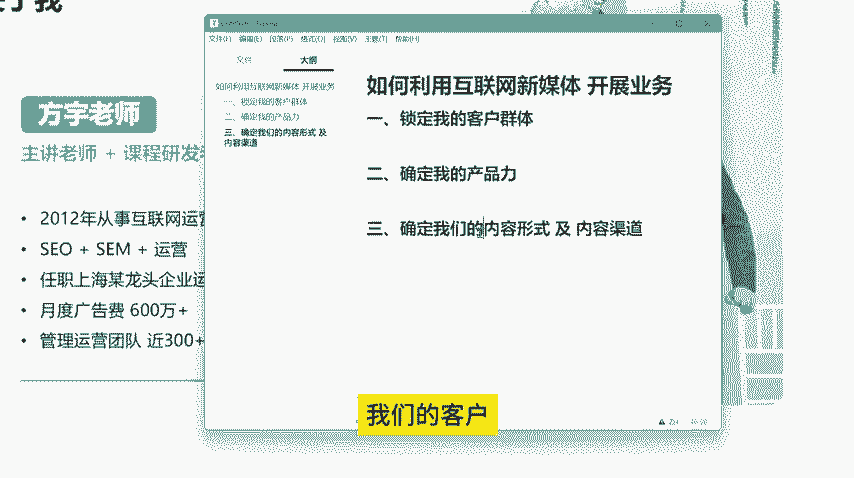 于我
文件(F) 编辑(E) 段落(P) 格式(O) 视图(V) 主题(T) 帮助(H)
文件 大纲
如何利用互联网新媒体 开展业务
一、锁定我的客户群体
二、确定我的产品力
三、确定我们的内容形式 及
内容渠道
如何利用互联网新媒体 开展业务
一、锁定我的客户群体
二、确定我的产品力
三、确定我们的内容形式 及 内容渠道
方宇老师
主讲老师 + 课程研发
• 2012年从事互联网运营
• SEO + SEM + 运营
• 任职上海某龙头企业运
• 月度广告费 600万+
• 管理运营团队 近300+
我们的客户